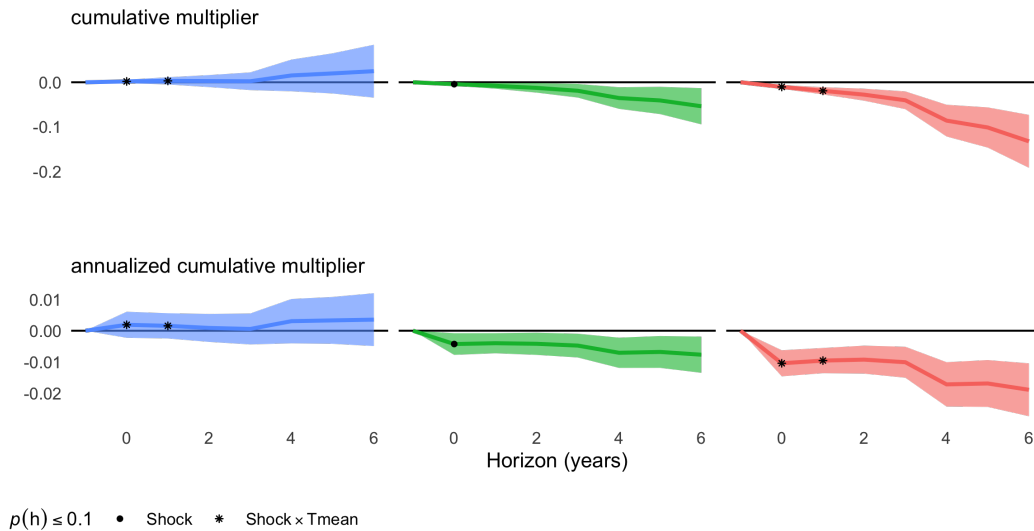 cumulative multiplier
0.0
-0.1
-0.2
annualized cumulative multiplier
0.01
0.00
-0.01
-0.02
0 2 4 6 0 2 4 6 0 2 4 6
Horizon (years)
p(h) ≤ 0.1 Shock Shock × Tmean